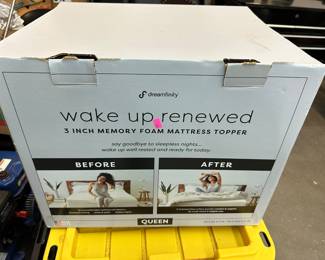 dreamfinity
wake up renewed
3 INCH MEMORY FOAM MATTRESS TOPPER
say goodbye to sleepless nights...
wake up well rested and ready for today.
BEFORE
AFTER
QUEEN